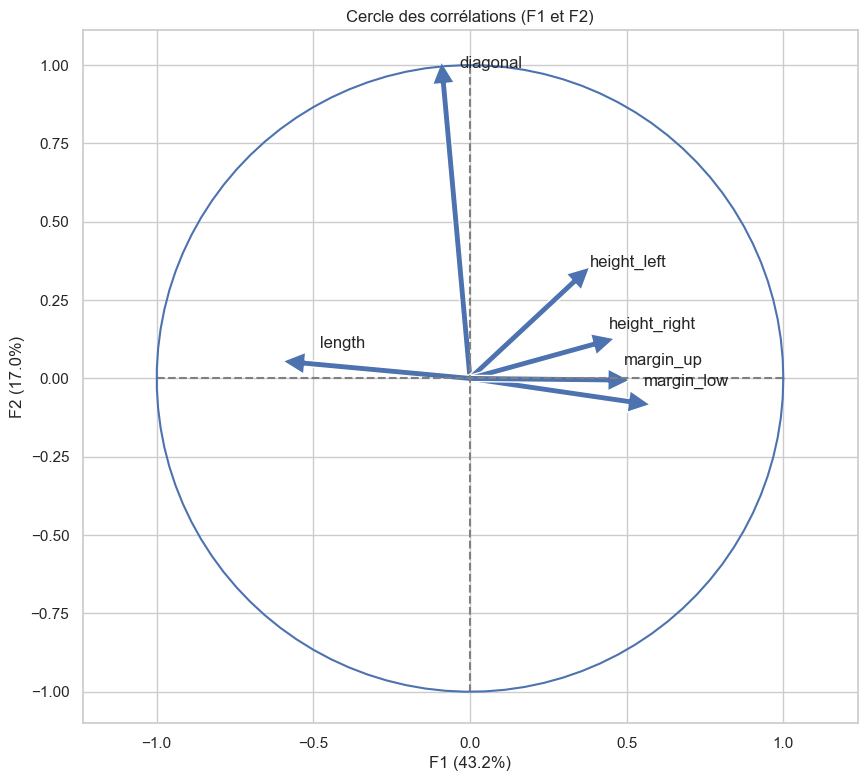 Cercle des corrélations (F1 et F2)
1.00
0.75
0.50
0.25
0.00
−0.25
−0.50
−0.75
−1.00
F2 (17.0%)
diagonal
height_left
height_right
length
margin_up
margin_low
−1.0
−0.5
0.0
0.5
1.0
F1 (43.2%)